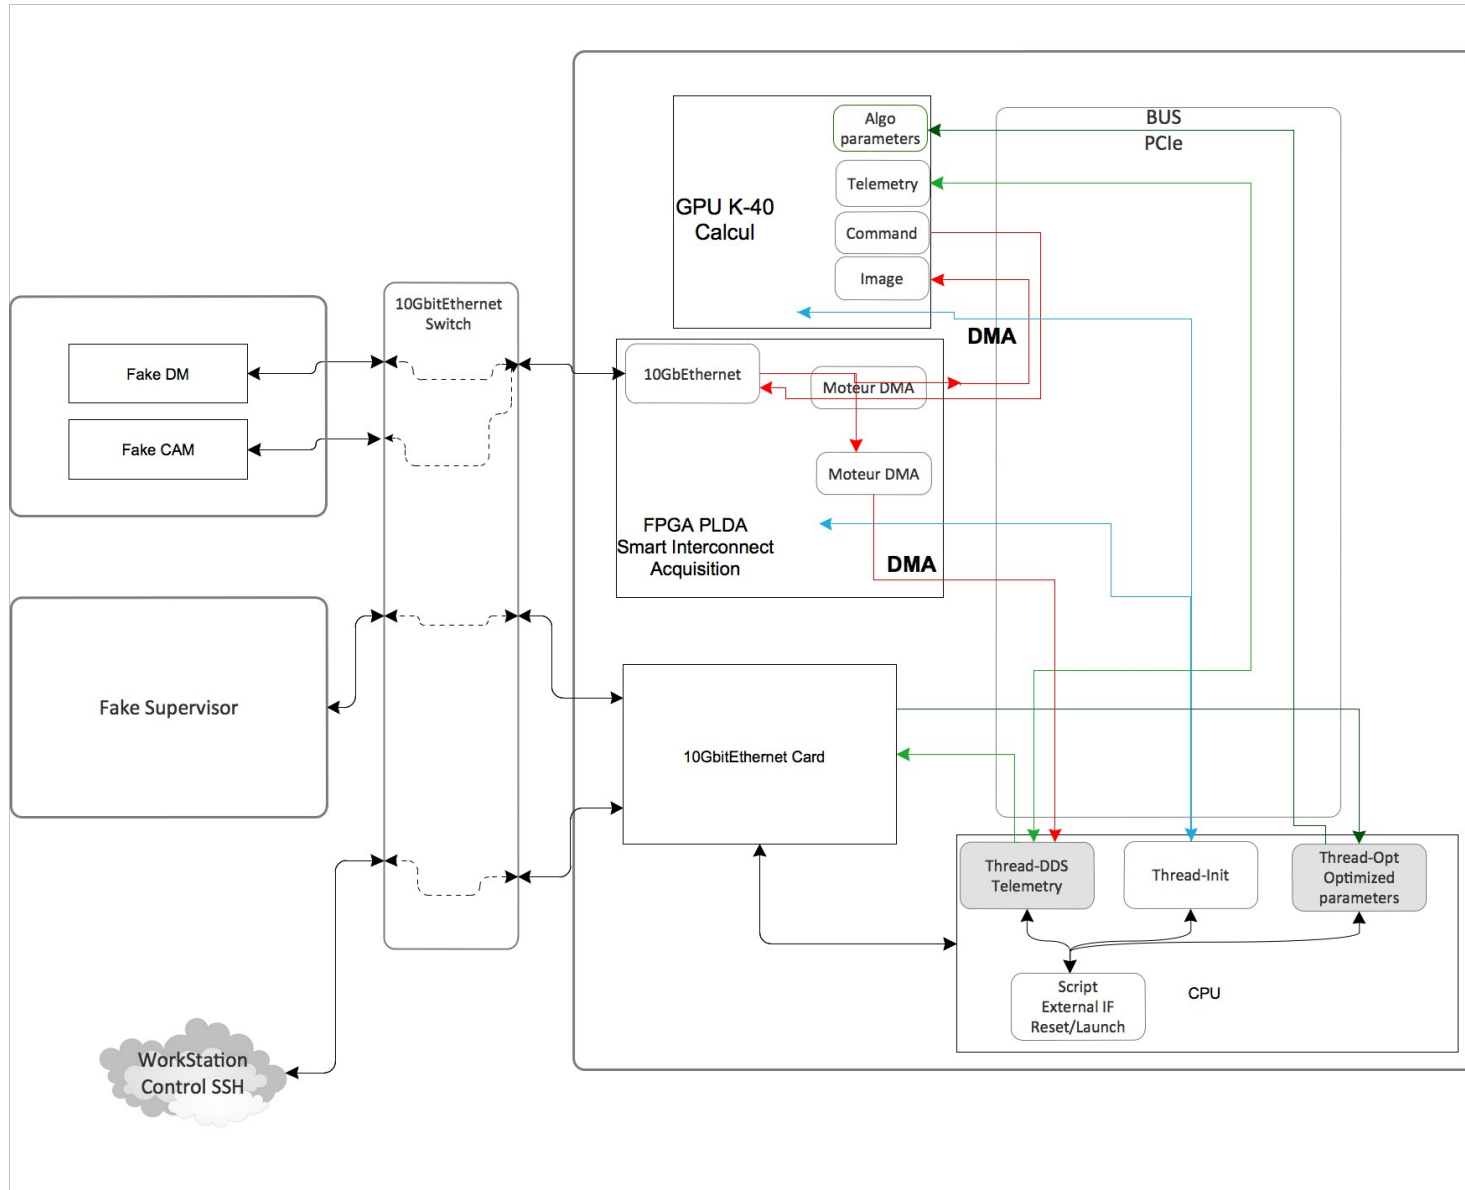 Algo
parameters
BUS
PCIe
Telemetry
GPU K-40
Calcul
Command
Image
10GbitEthernet
Switch
DMA
Fake DM
10GbEthernet
Moteur DMA
Fake CAM
Moteur DMA
FPGA PLDA
Smart Interconnect
Acquisition
DMA
Fake Supervisor
10GbitEthernet Card
Thread-DDS
Telemetry
Thread-Init
Thread-Opt
Optimized
parameters
Script
External IF
Reset/Launch
CPU
WorkStation
Control SSH